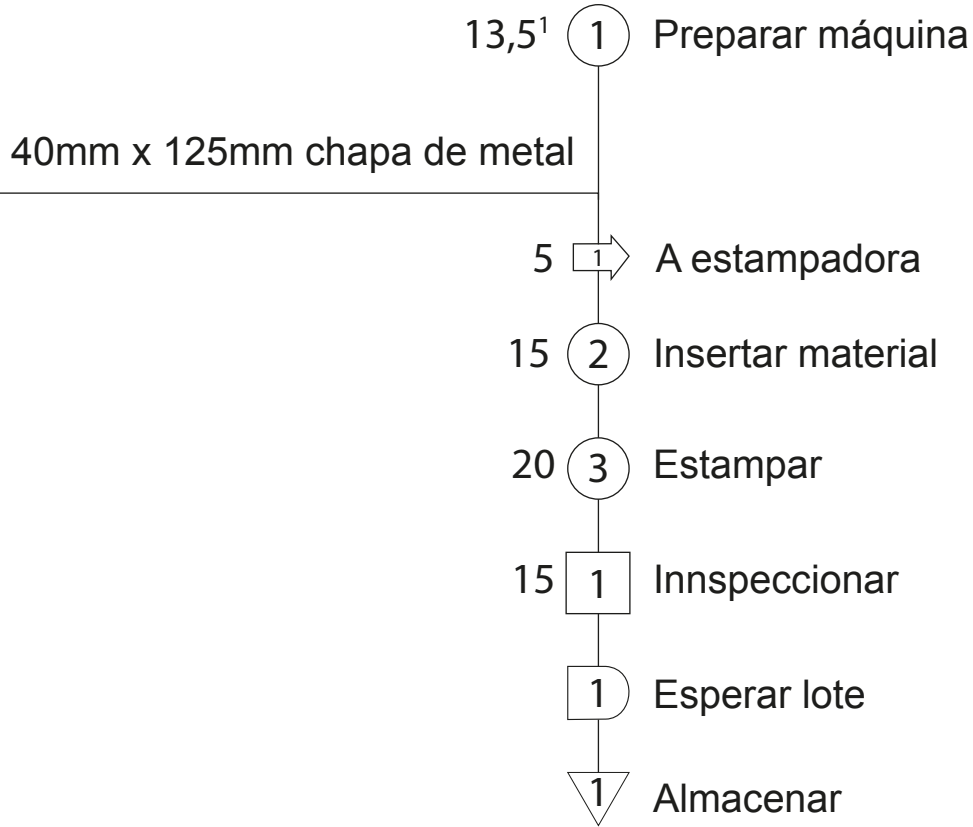 13,5¹ 1 Preparar máquina
40mm x 125mm chapa de metal
5 1 A estampadora
15 2 Insertar material
20 3 Estampar
15 1 Innspeccionar
1 Esperar lote
1 Almacenar